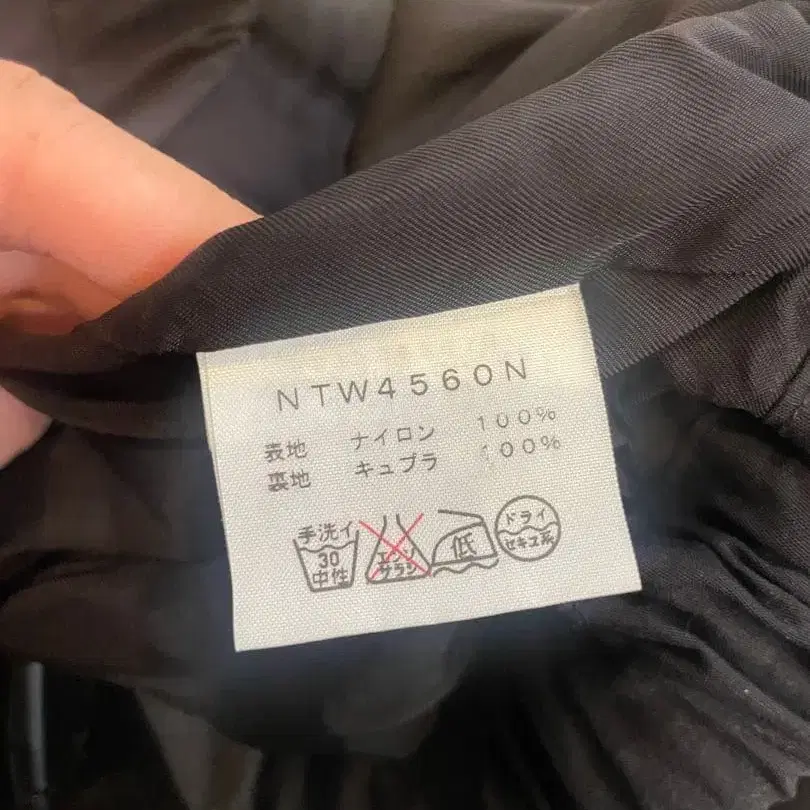 NTW4560N
表地 ナイロン 100%
裏地 キュプラ 100%
手洗イ
30
中性
エンソ
サラシ
低
ドライ
セキユ系